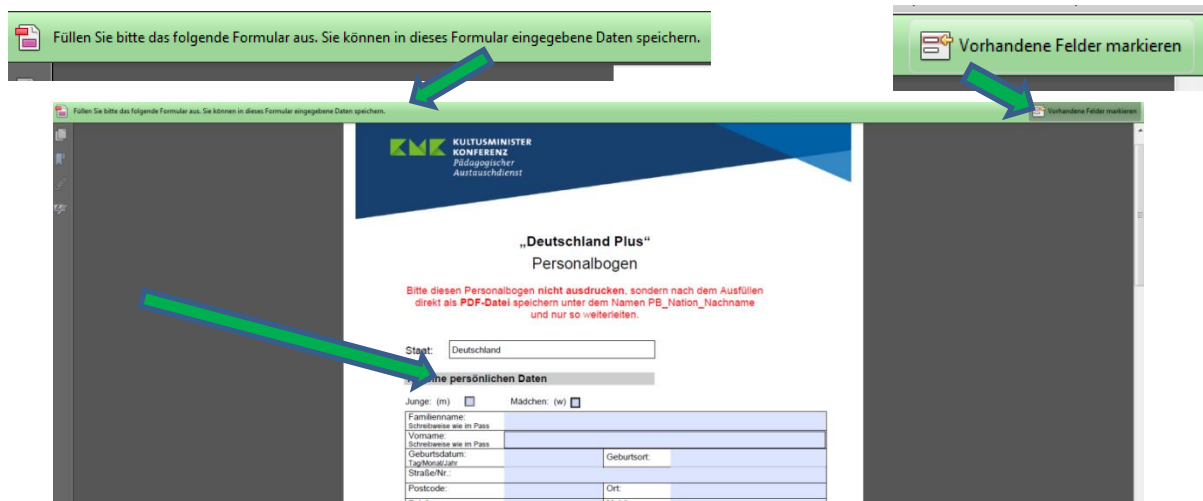 Füllen Sie bitte das folgende Formular aus. Sie können in dieses Formular eingegebene Daten speichern.
Vorhandene Felder markieren
Füllen Sie bitte das folgende Formular aus. Sie können in dieses Formular eingegebene Daten speichern.
Vorhandene Felder markieren
KMK KULTUSMINISTER
KONFERENZ
Pädagogischer
Austauschdienst
„Deutschland Plus“
Personalbogen
Bitte diesen Personalbogen nicht ausdrucken, sondern nach dem Ausfüllen
direkt als PDF-Datei speichern unter dem Namen PB_Nation_Nachname
und nur so weiterleiten.
Staat: Deutschland
persönlichen Daten
Junge: (m) Mädchen: (w)
Familienname:
Schreibweise wie im Pass
Vorname:
Schreibweise wie im Pass
Geburtsdatum: Geburtsort:
Tag/Monat/Jahr
Straße/Nr.:
Postcode: Ort: